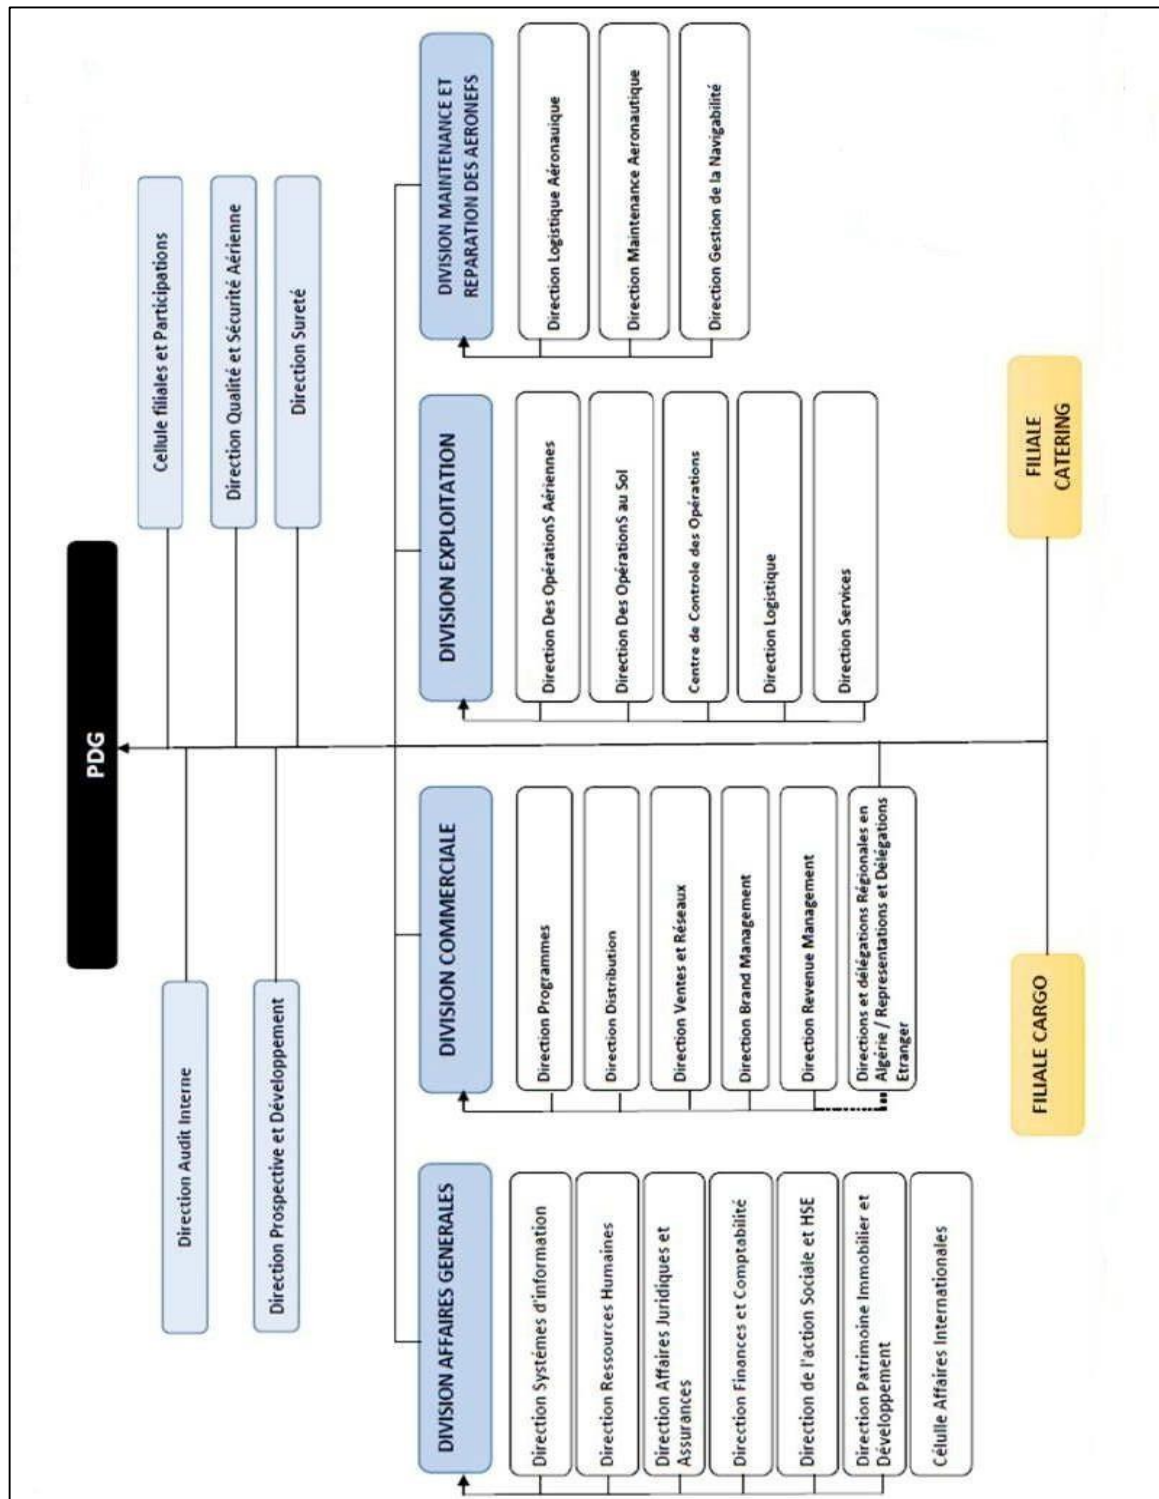 PDG
Direction Audit Interne
Direction Prospective et Développement
Cellule filiales et Participations
Direction Qualité et Sécurité Aérienne
Direction Sureté
DIVISION AFFAIRES GENERALES
Direction Systémes d'information
Direction Ressources Humaines
Direction Affaires Juridiques et
Assurances
Direction Finances et Comptabilité
Direction de l'action Sociale et HSE
Direction Patrimoine Immobilier et
Développement
Célulle Affaires Internationales
DIVISION COMMERCIALE
Direction Programmes
Direction Distribution
Direction Ventes et Réseaux
Direction Brand Management
Direction Revenue Management
Directions et délégations Régionales en
Algérie / Representations et Délégations
Etranger
DIVISION EXPLOITATION
Direction Des OpérationS Aériennes
Direction Des OpérationS au Sol
Centre de Controle des Opérations
Direction Logistique
Direction Services
DIVISION MAINTENANCE ET
REPARATION DES AERONEFS
Direction Logistique Aéronauique
Direction Maintenance Aeronautique
Direction Gestion de la Navigabilité
FILIALE CARGO
FILIALE
CATERING